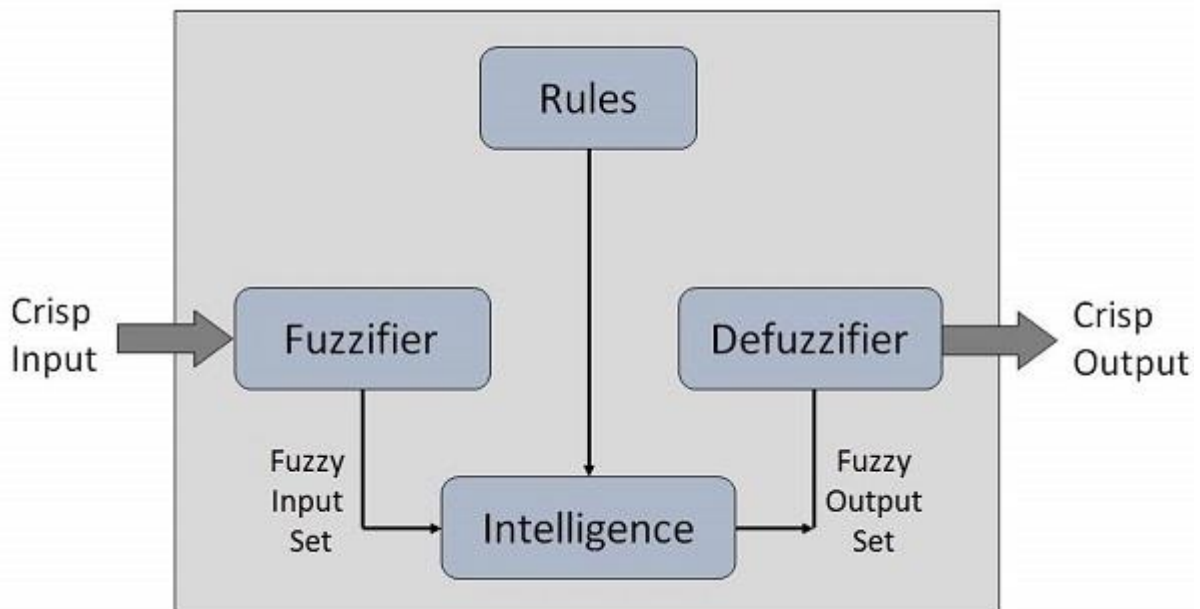 Rules
Crisp
Input
Fuzzifier
Defuzzifier
Crisp
Output
Fuzzy
Input
Set
Intelligence
Fuzzy
Output
Set